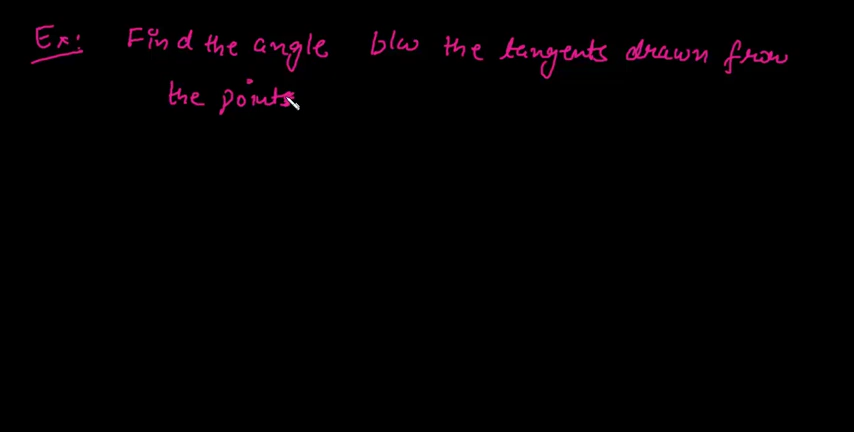 Ex: Find the angle b/w the tangents drawn from
the points